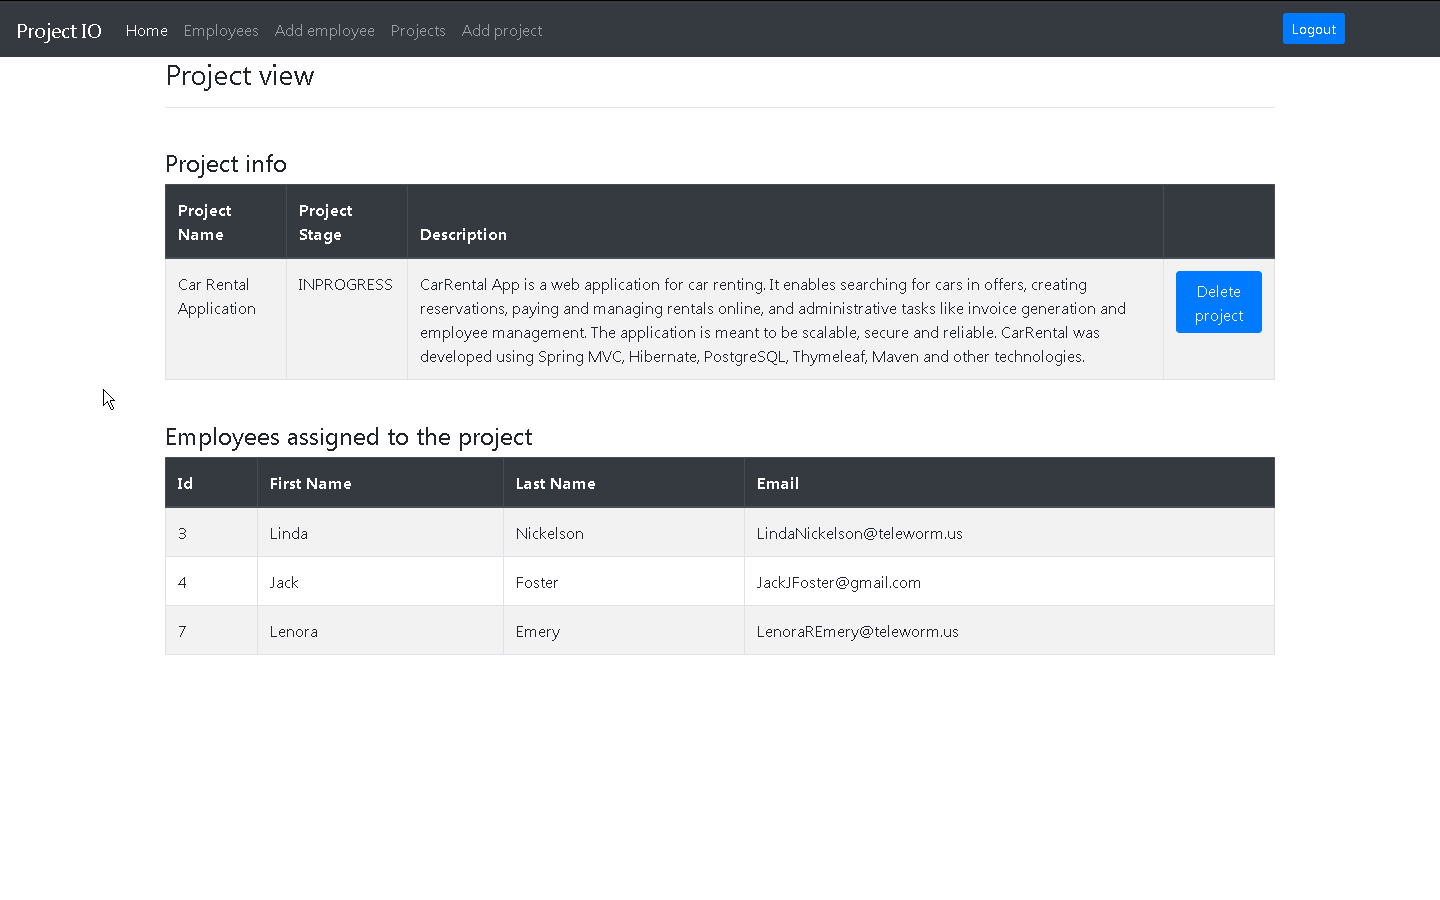 Project IO Home Employees Add employee Projects Add project Logout
Project view
Project info
Project Name Project Stage Description
Car Rental Application INPROGRESS CarRental App is a web application for car renting. It enables searching for cars in offers, creating
reservations, paying and managing rentals online, and administrative tasks like invoice generation and
employee management. The application is meant to be scalable, secure and reliable. CarRental was
developed using Spring MVC, Hibernate, PostgreSQL, Thymeleaf, Maven and other technologies.
Delete
project
Employees assigned to the project
Id First Name Last Name Email
3 Linda Nickelson LindaNickelson@teleworm.us
4 Jack Foster JackJFoster@gmail.com
7 Lenora Emery LenoraREmery@teleworm.us